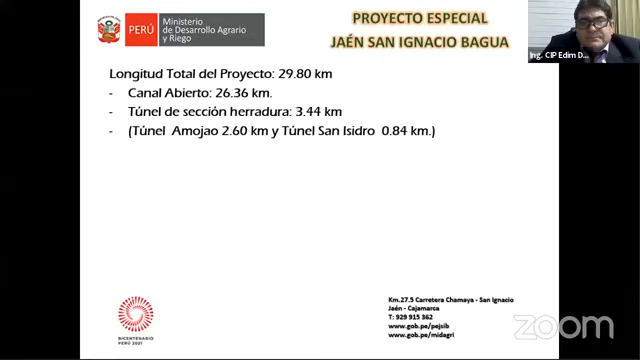 PERÚ
Ministerio
de Desarrollo Agrario
y Riego
PROYECTO ESPECIAL
JAÉN SAN IGNACIO BAGUA
Ing. CIP Edim D...
Longitud Total del Proyecto: 29.80 km
- Canal Abierto: 26.36 km.
- Túnel de sección herradura: 3.44 km
- (Túnel Amojao 2.60 km y Túnel San Isidro 0.84 km.)
BICENTENARIO
PERÚ 2021
Km.27.5 Carretera Chamaya - San Ignacio
Jaén - Cajamarca
T: 929 915 362
www.gob.pe/pejsib
www.gob.pe/midagri
zoom